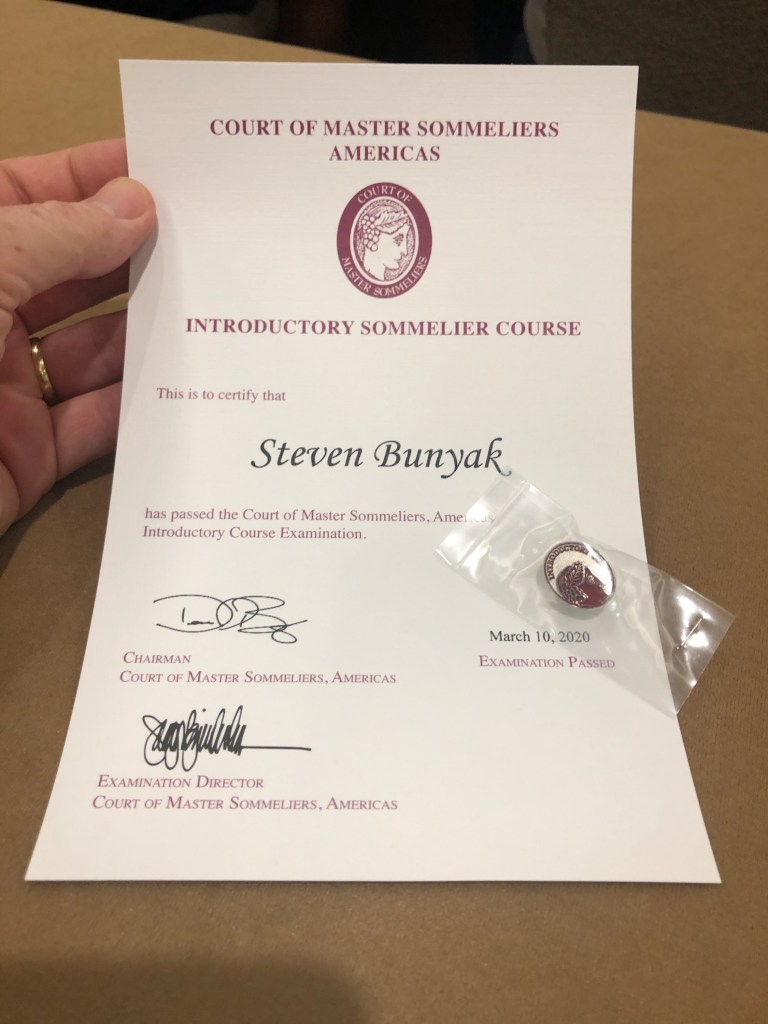 COURT OF MASTER SOMMELIERS
AMERICAS
COURT OF
MASTER SOMMELIERS
INTRODUCTORY SOMMELIER COURSE
This is to certify that
Steven Bunyak
has passed the Court of Master Sommeliers, Americas
Introductory Course Examination.
INTRODUCTORY
March 10, 2020
CHAIRMAN
EXAMINATION PASSED
COURT OF MASTER SOMMELIERS, AMERICAS
EXAMINATION DIRECTOR
COURT OF MASTER SOMMELIERS, AMERICAS